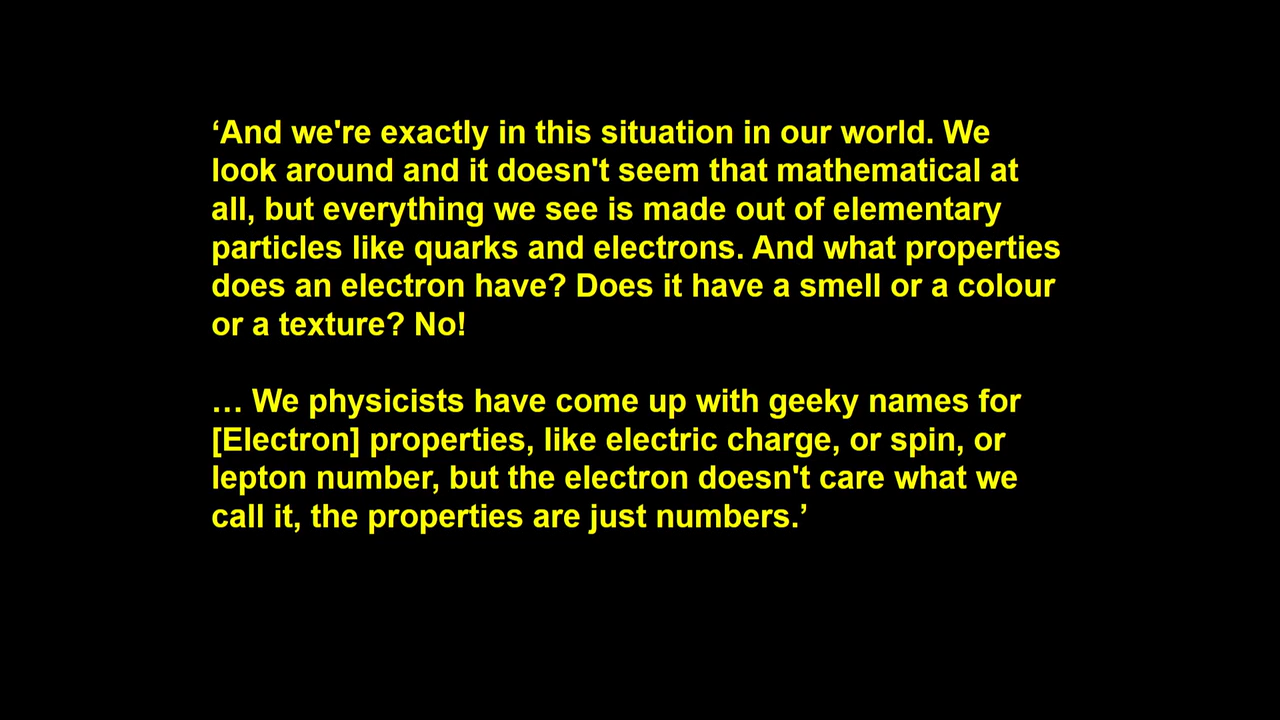 ‘And we're exactly in this situation in our world. We
look around and it doesn't seem that mathematical at
all, but everything we see is made out of elementary
particles like quarks and electrons. And what properties
does an electron have? Does it have a smell or a colour
or a texture? No!
… We physicists have come up with geeky names for
[Electron] properties, like electric charge, or spin, or
lepton number, but the electron doesn't care what we
call it, the properties are just numbers.’